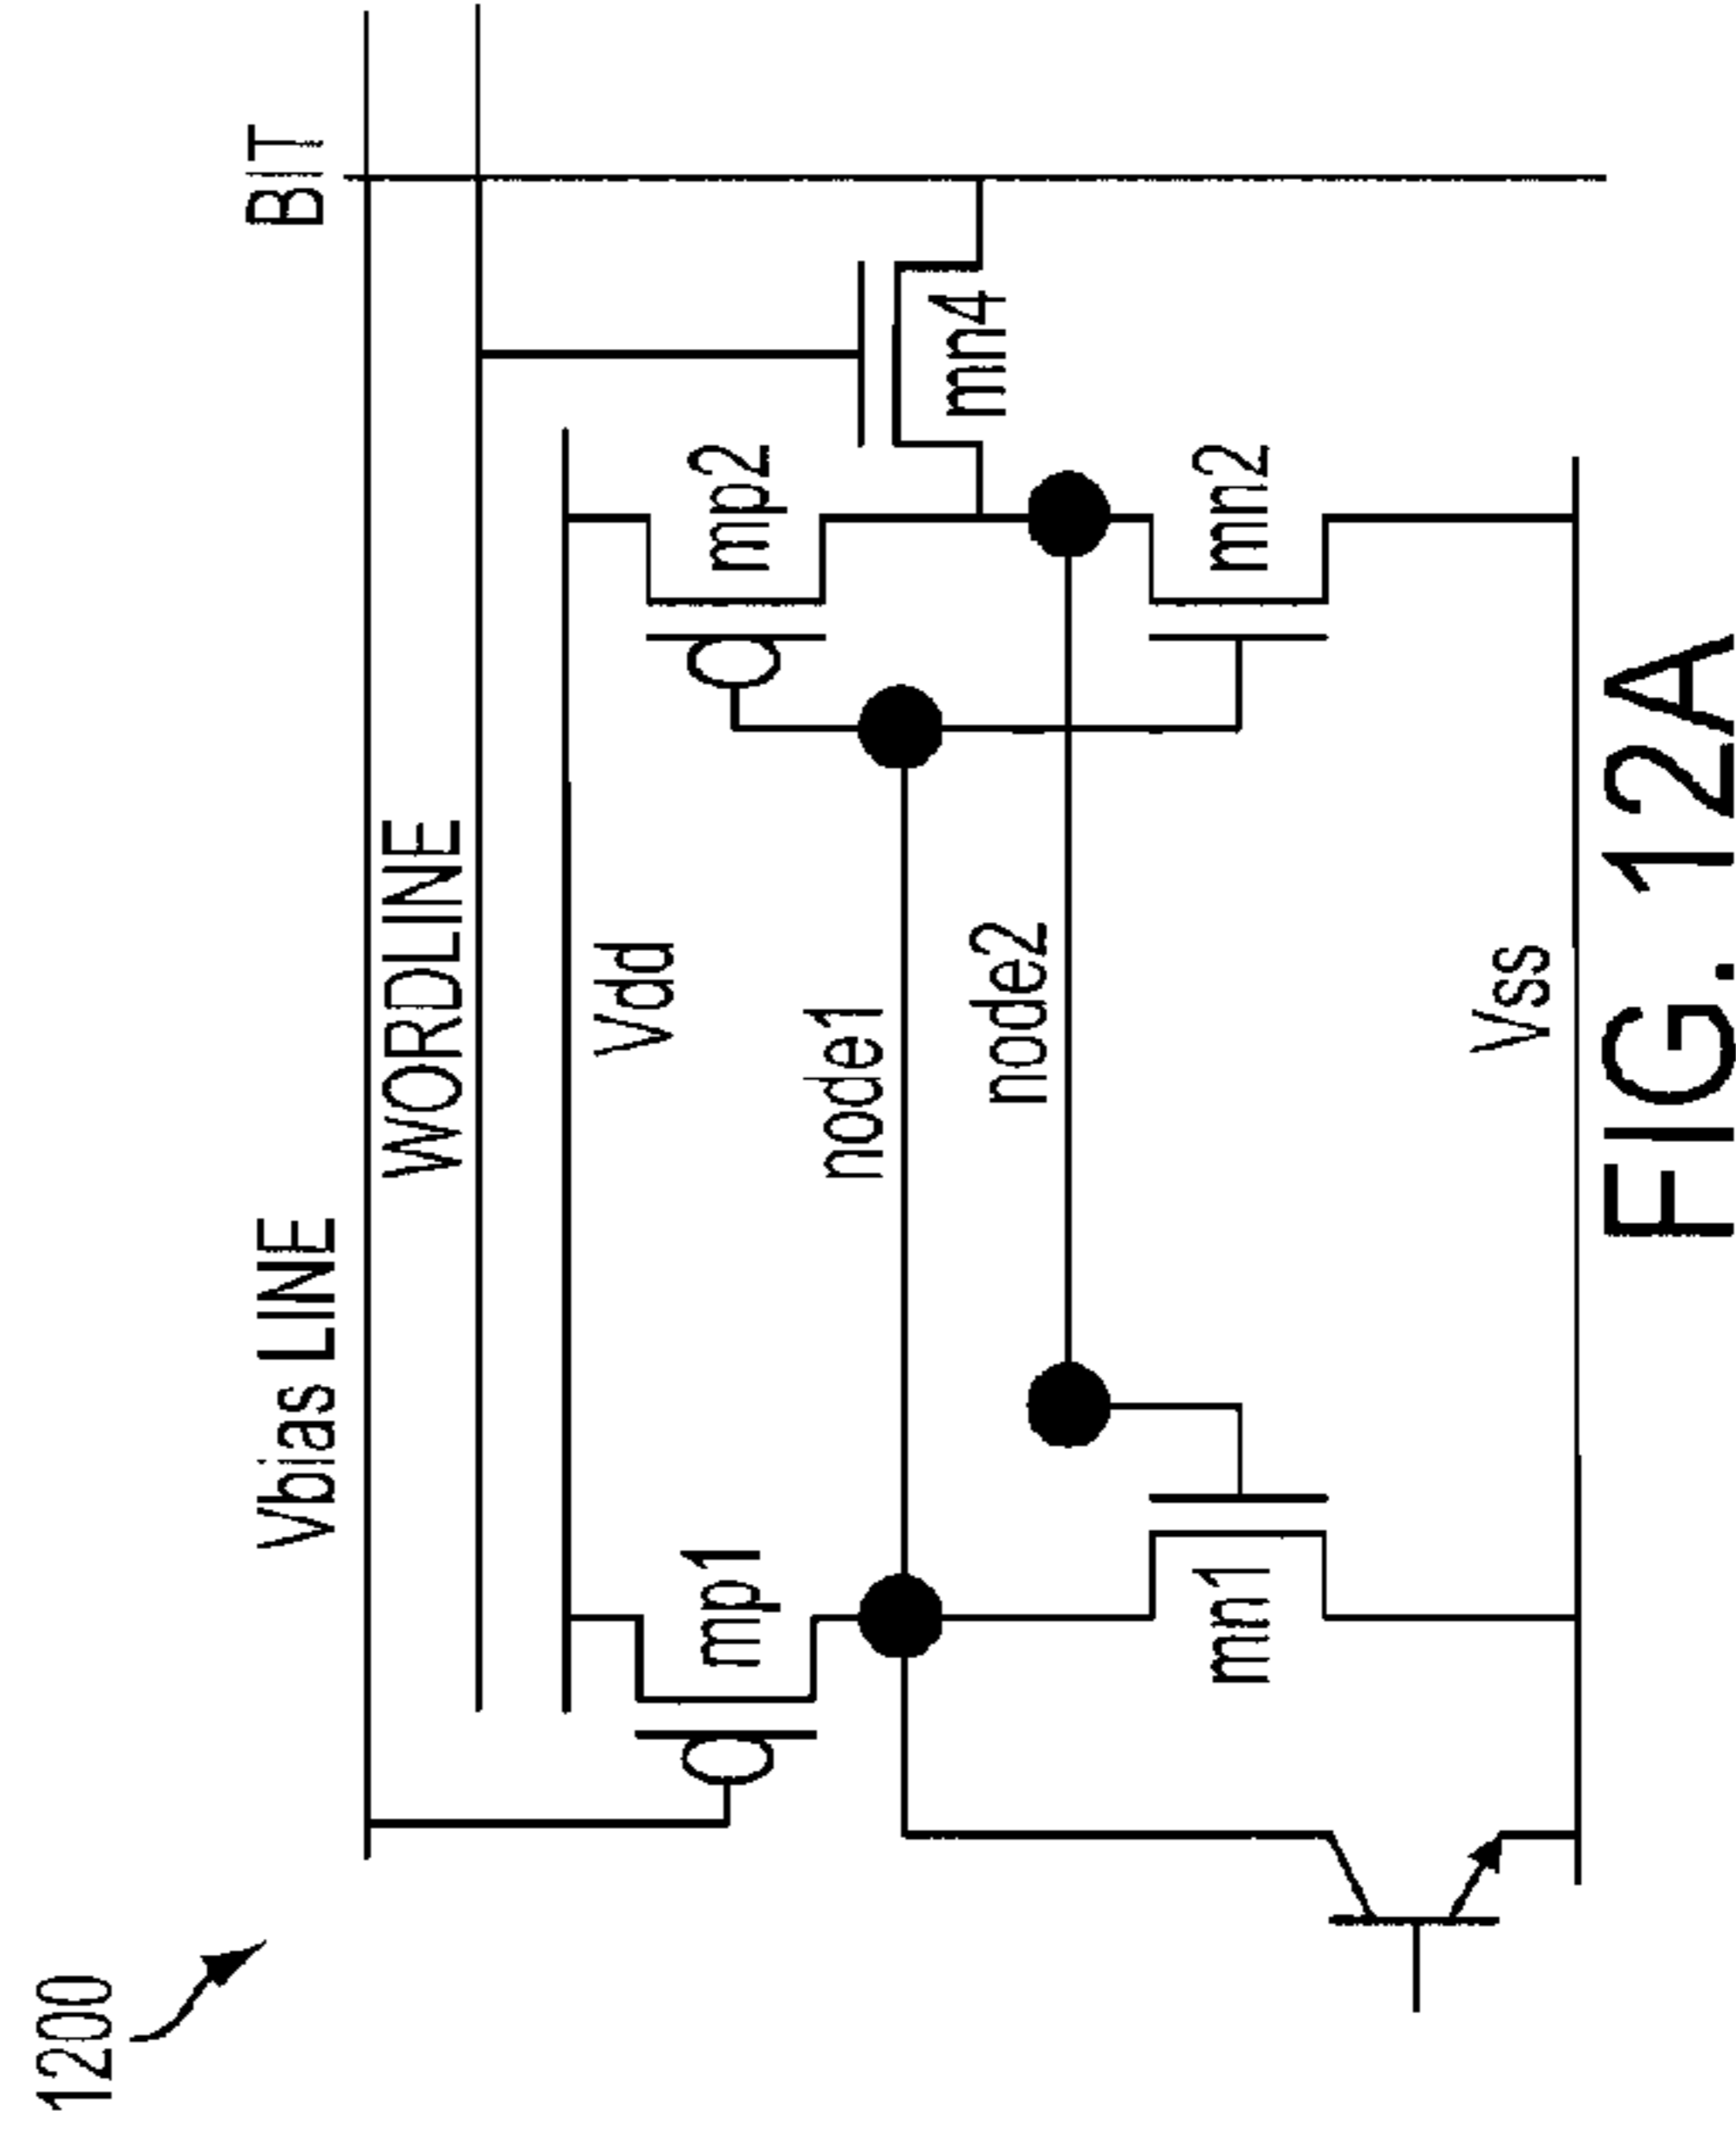 1200
Vbias LINE
BIT
WORDLINE
Vdd
mp1
mp2
node1
mn4
node2
mn1
mn2
Vss
FIG. 12A